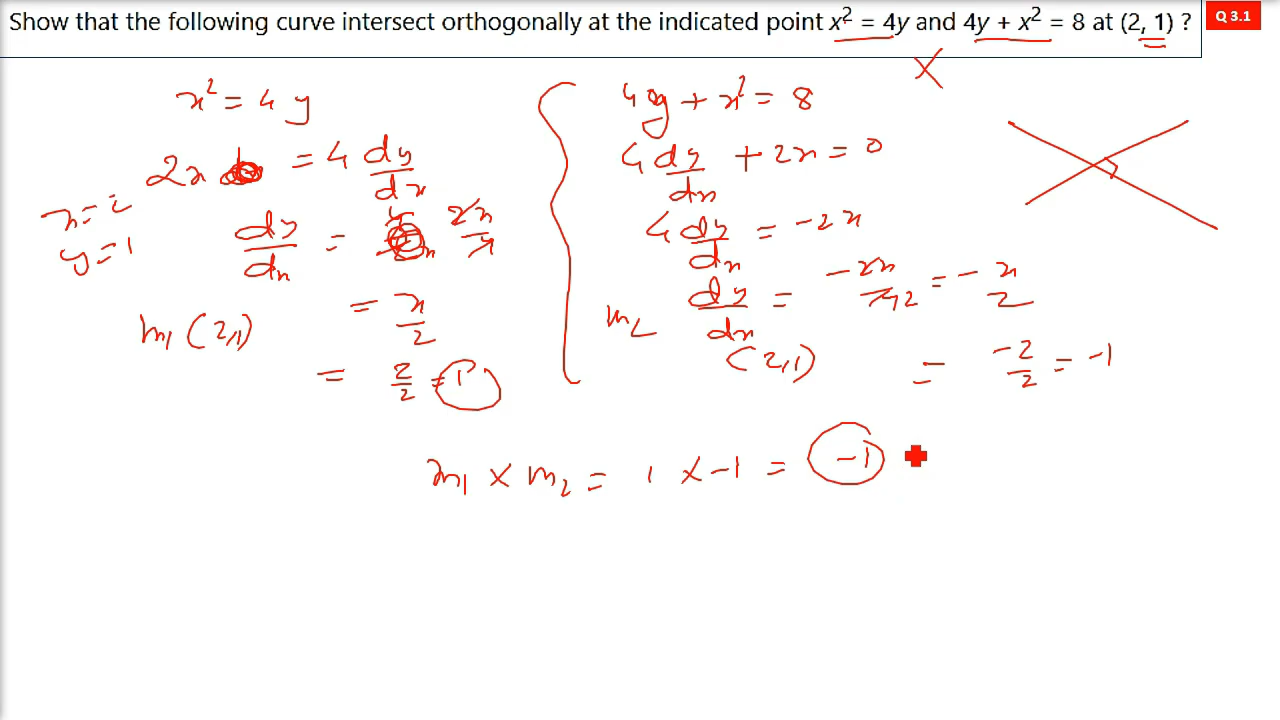 Show that the following curve intersect orthogonally at the indicated point x² = 4y and 4y + x² = 8 at (2, 1) ?
Q 3.1
x² = 4y
2x = 4 dy/dx
x = 2
y = 1
dy/dx = 2x/4
= x/2
m₁ (2,1)
= 2/2 = 1
4y + x² = 8
4 dy/dx + 2x = 0
4 dy/dx = -2x
m₂ dy/dx = -2x/4 2 = -x/2
(2,1) = -2/2 = -1
m₁ × m₂ = 1 × -1 = -1